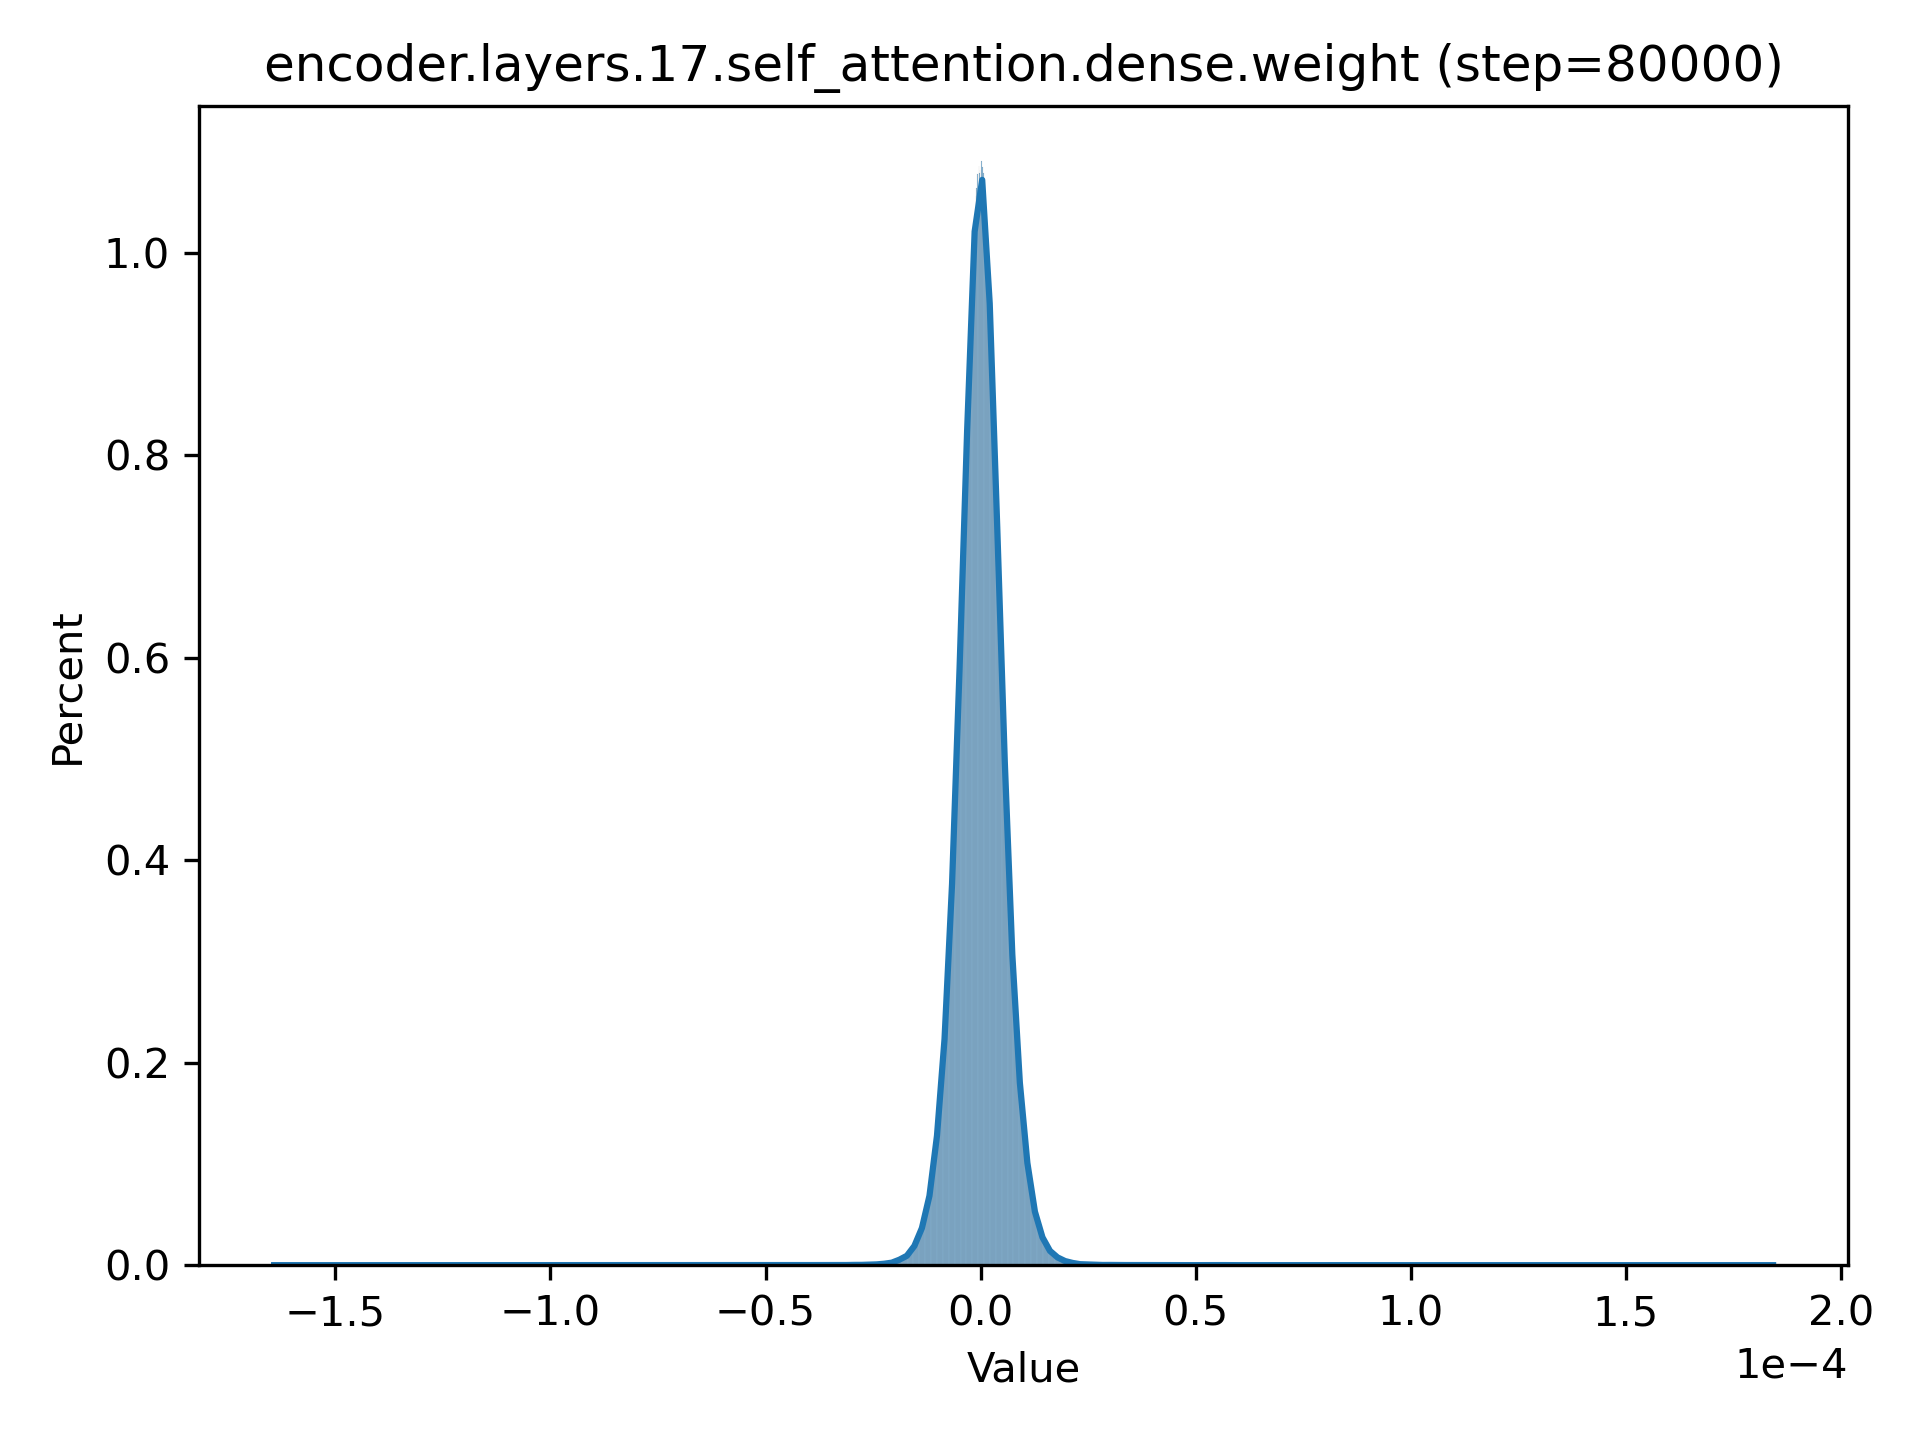 encoder.layers.17.self_attention.dense.weight (step=80000)
Percent
1.0
0.8
0.6
0.4
0.2
0.0
−1.5 −1.0 −0.5 0.0 0.5 1.0 1.5 2.0
1e−4
Value